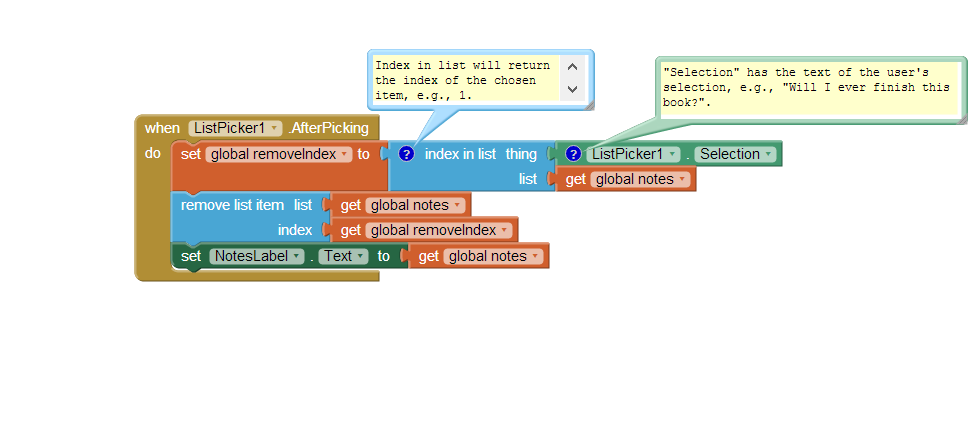 Index in list will return
the index of the chosen
item, e.g., 1.
"Selection" has the text of the user's
selection, e.g., "Will I ever finish this
book?".
when ListPicker1 .AfterPicking
do set global removeIndex to ? index in list thing ? ListPicker1 . Selection
list get global notes
remove list item list get global notes
index get global removeIndex
set NotesLabel . Text to get global notes